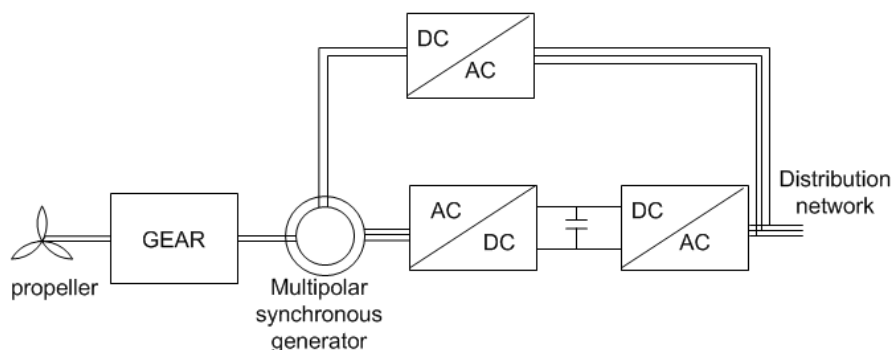 DC
AC
propeller
GEAR
Multipolar
synchronous
generator
AC
DC
DC
AC
Distribution
network